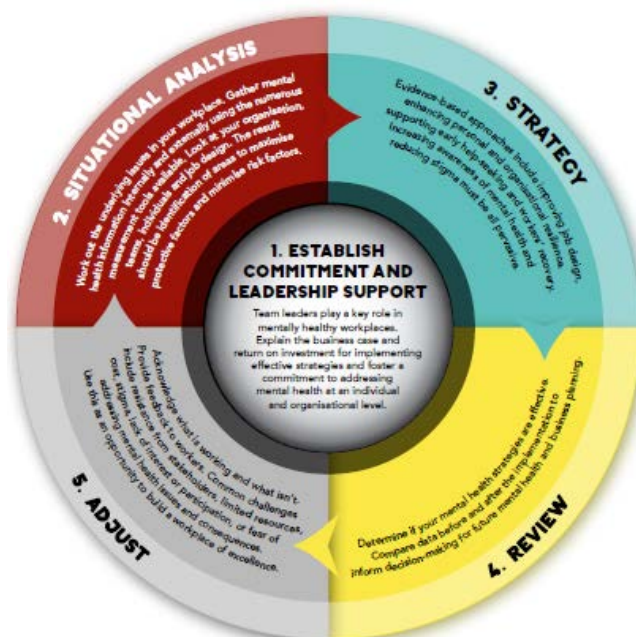 1. ESTABLISH
COMMITMENT AND
LEADERSHIP SUPPORT
Team leaders play a key role in
mentally healthy workplaces.
Explain the business case and
return on investment for implementing
effective strategies and foster a
commitment to addressing
mental health at an individual
and organisational level.
2. SITUATIONAL ANALYSIS
Work out the underlying issues in your workplace. Gather mental
health information internally and externally using the numerous
measurement tools available. Look at your organisation,
teams, individuals and job design. The result
should be identification of areas to maximise
protective factors and minimise risk factors.
3. STRATEGY
Evidence-based approaches include improving job design,
enhancing personal and organisational resilience,
supporting early help-seeking and workers' recovery.
Increasing awareness of mental health and
reducing stigma must be all pervasive.
4. REVIEW
Determine if your mental health strategies are effective.
Compare data before and after the implementation to
inform decision-making for future mental health and business planning.
5. ADJUST
Acknowledge what is working and what isn't.
Provide feedback to workers. Common challenges
include resistance from stakeholders, limited resources,
cost, stigma, lack of interest or participation, or fear of
addressing mental health issues and consequences.
Use this as an opportunity to build a workplace of excellence.